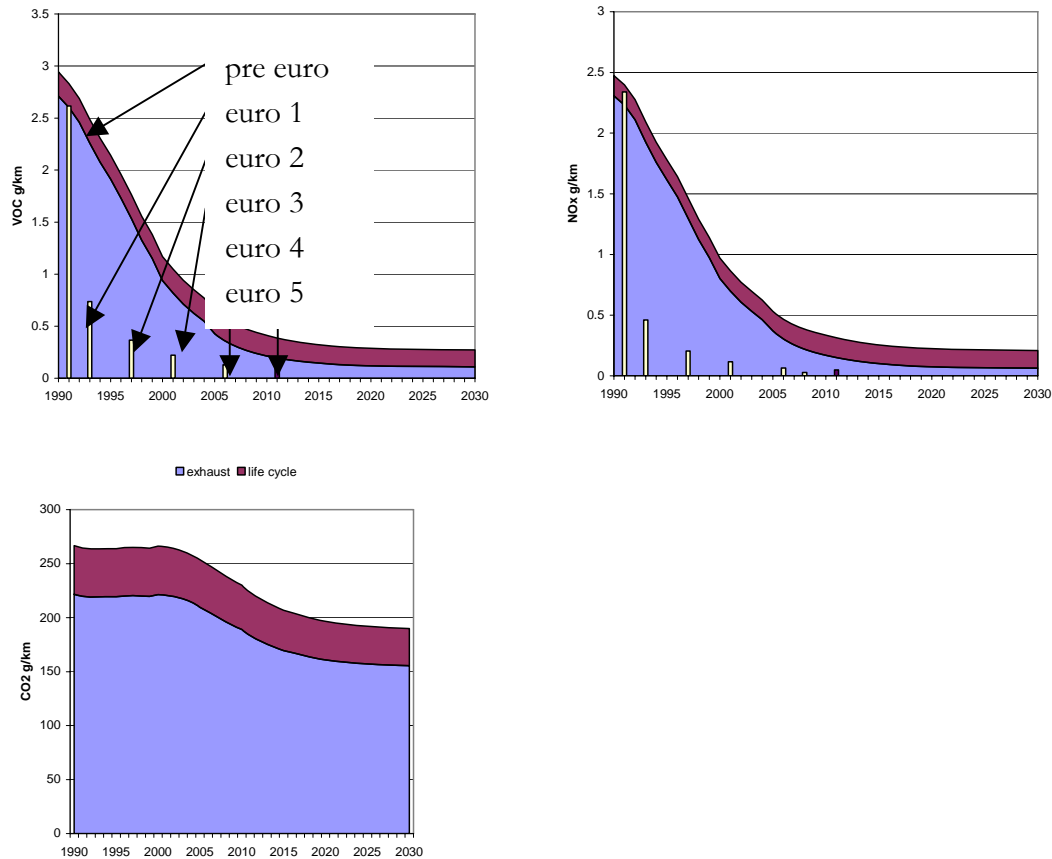 3.5
3
2.5
2
1.5
1
0.5
0
VOC g/km
pre euro
euro 1
euro 2
euro 3
euro 4
euro 5
1990 1995 2000 2005 2010 2015 2020 2025 2030
3
2.5
2
1.5
1
0.5
0
NOx g/km
1990 1995 2000 2005 2010 2015 2020 2025 2030
exhaust life cycle
300
250
200
150
100
50
0
CO2 g/km
1990 1995 2000 2005 2010 2015 2020 2025 2030